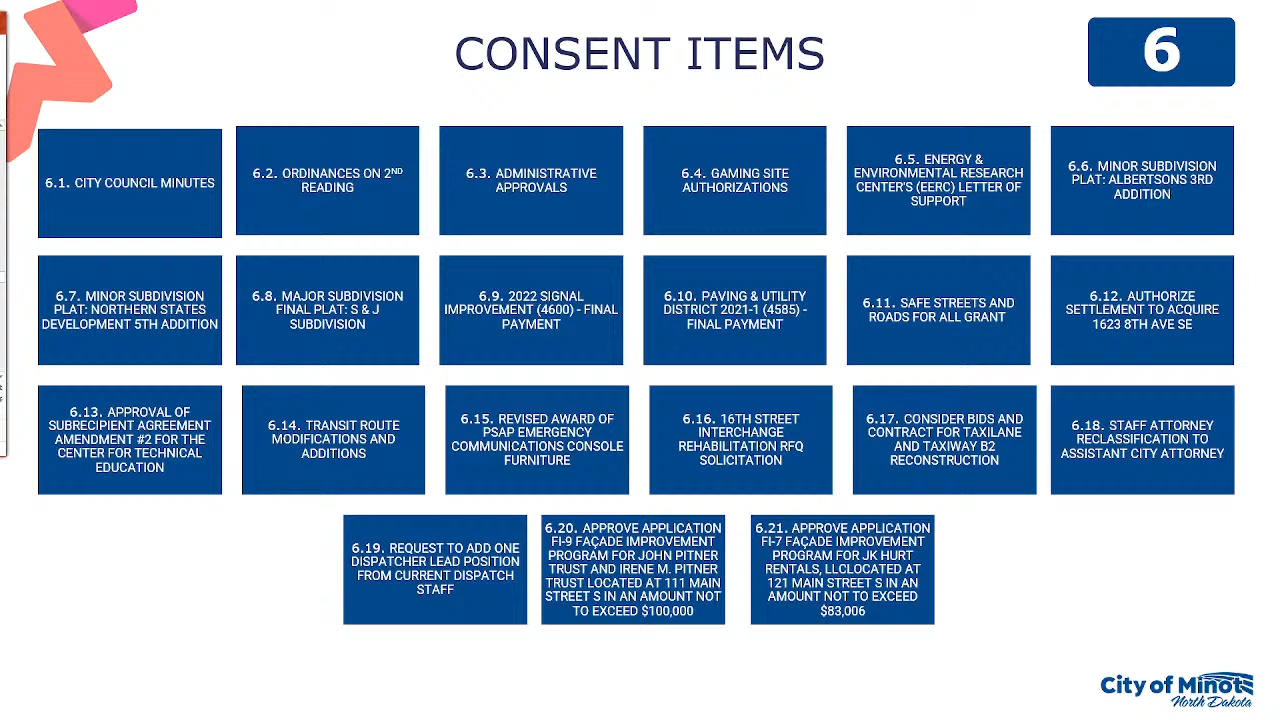 CONSENT ITEMS
6
6.1. CITY COUNCIL MINUTES
6.2. ORDINANCES ON 2ND
READING
6.3. ADMINISTRATIVE
APPROVALS
6.4. GAMING SITE
AUTHORIZATIONS
6.5. ENERGY &
ENVIRONMENTAL RESEARCH
CENTER'S (EERC) LETTER OF
SUPPORT
6.6. MINOR SUBDIVISION
PLAT: ALBERTSONS 3RD
ADDITION
6.7. MINOR SUBDIVISION
PLAT: NORTHERN STATES
DEVELOPMENT 5TH ADDITION
6.8. MAJOR SUBDIVISION
FINAL PLAT: S & J
SUBDIVISION
6.9. 2022 SIGNAL
IMPROVEMENT (4600) - FINAL
PAYMENT
6.10. PAVING & UTILITY
DISTRICT 2021-1 (4585) -
FINAL PAYMENT
6.11. SAFE STREETS AND
ROADS FOR ALL GRANT
6.12. AUTHORIZE
SETTLEMENT TO ACQUIRE
1623 8TH AVE SE
6.13. APPROVAL OF
SUBRECIPIENT AGREEMENT
AMENDMENT #2 FOR THE
CENTER FOR TECHNICAL
EDUCATION
6.14. TRANSIT ROUTE
MODIFICATIONS AND
ADDITIONS
6.15. REVISED AWARD OF
PSAP EMERGENCY
COMMUNICATIONS CONSOLE
FURNITURE
6.16. 16TH STREET
INTERCHANGE
REHABILITATION RFQ
SOLICITATION
6.17. CONSIDER BIDS AND
CONTRACT FOR TAXILANE
AND TAXIWAY B2
RECONSTRUCTION
6.18. STAFF ATTORNEY
RECLASSIFICATION TO
ASSISTANT CITY ATTORNEY
6.19. REQUEST TO ADD ONE
DISPATCHER LEAD POSITION
FROM CURRENT DISPATCH
STAFF
6.20. APPROVE APPLICATION
FI-9 FAÇADE IMPROVEMENT
PROGRAM FOR JOHN PITNER
TRUST AND IRENE M. PITNER
TRUST LOCATED AT 111 MAIN
STREET S IN AN AMOUNT NOT
TO EXCEED $100,000
6.21. APPROVE APPLICATION
FI-7 FAÇADE IMPROVEMENT
PROGRAM FOR JK HURT
RENTALS, LLCLOCATED AT
121 MAIN STREET S IN AN
AMOUNT NOT TO EXCEED
$83,006
City of Minot
North Dakota